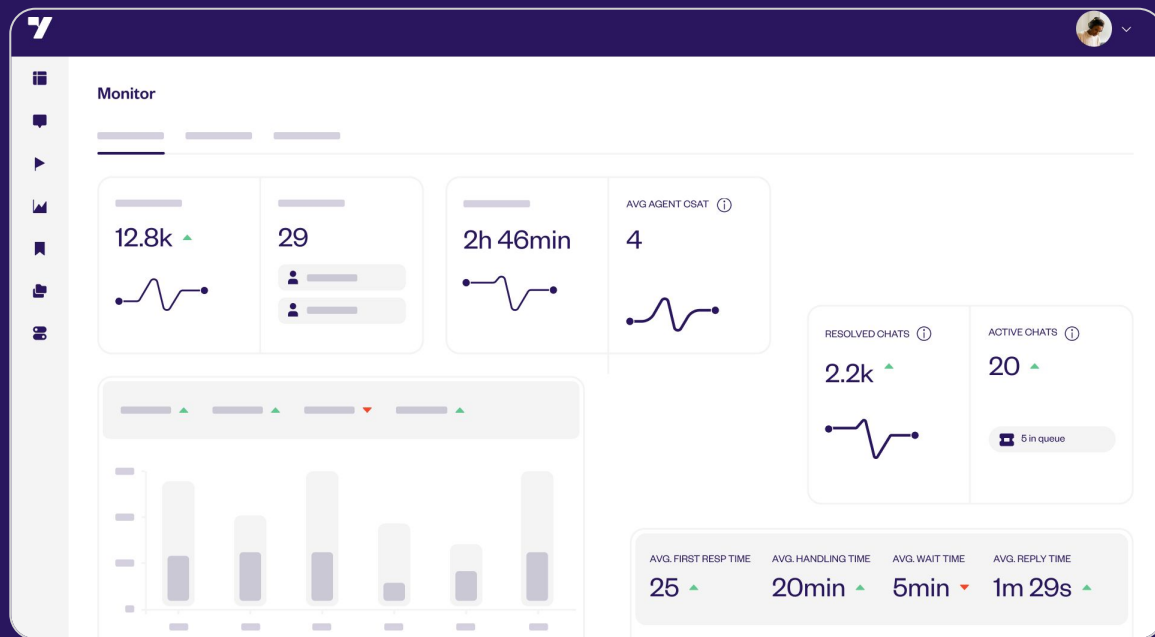 Monitor
12.8k
29
2h 46min
AVG AGENT CSAT
4
RESOLVED CHATS
2.2k
ACTIVE CHATS
20
5 in queue
AVG. FIRST RESP TIME
25
AVG. HANDLING TIME
20min
AVG. WAIT TIME
5min
AVG. REPLY TIME
1m 29s